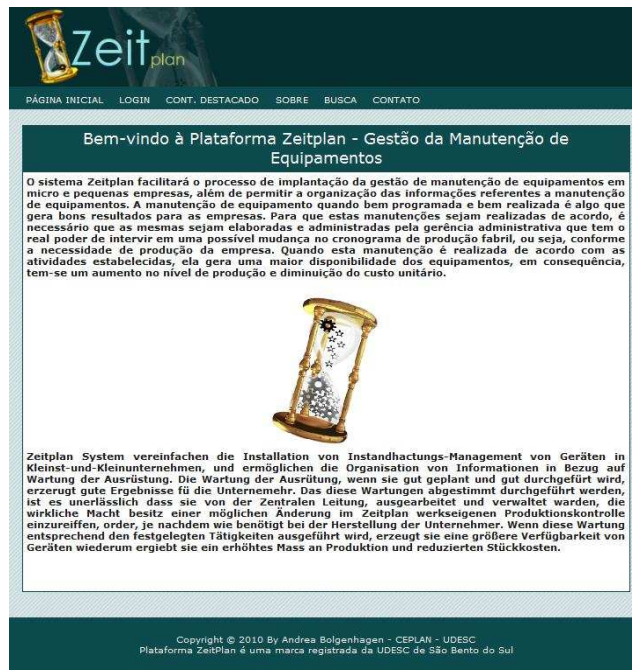 Zeit plan
PÁGINA INICIAL LOGIN CONT. DESTACADO SOBRE BUSCA CONTATO
Bem-vindo à Plataforma Zeitplan - Gestão da Manutenção de
Equipamentos
O sistema Zeitplan facilitará o processo de implantação da gestão de manutenção de equipamentos em
micro e pequenas empresas, além de permitir a organização das informações referentes a manutenção
de equipamentos. A manutenção de equipamento quando bem programada e bem realizada é algo que
gera bons resultados para as empresas. Para que estas manutenções sejam realizadas de acordo, é
necessário que as mesmas sejam elaboradas e administradas pela gerência administrativa que tem o
real poder de intervir em uma possível mudança no cronograma de produção fabril, ou seja, conforme
a necessidade de produção da empresa. Quando esta manutenção é realizada de acordo com as
atividades estabelecidas, ela gera uma maior disponibilidade dos equipamentos, em consequência,
tem-se um aumento no nível de produção e diminuição do custo unitário.
Zeitplan System vereinfachen die Installation von Instandhactungs-Management von Geräten in
Kleinst-und-Kleinunternehmen, und ermöglichen die Organisation von Informationen in Bezug auf
Wartung der Ausrüstung. Die Wartung der Ausrütung, wenn sie gut geplant und gut durchgefürt wird,
erzerugt gute Ergebnisse fü die Unternemehr. Das diese Wartungen abgestimmt durchgeführt werden,
ist es unerlässlich dass sie von der Zentralen Leitung, ausgearbeitet und verwaltet warden, die
wirkliche Macht besitz einer möglichen Änderung im Zeitplan werkseigenen Produktionskontrolle
einzureiffen, order, je nachdem wie benötigt bei der Herstellung der Unternehmer. Wenn diese Wartung
entsprechend den festgelegten Tätigkeiten ausgeführt wird, erzeugt sie eine größere Verfügbarkeit von
Geräten wiederum ergiebt sie ein erhöhtes Mass an Produktion und reduzierten Stückkosten.
Copyright © 2010 By Andrea Bolgenhagen - CEPLAN - UDESC
Plataforma ZeitPlan é uma marca registrada da UDESC de São Bento do Sul